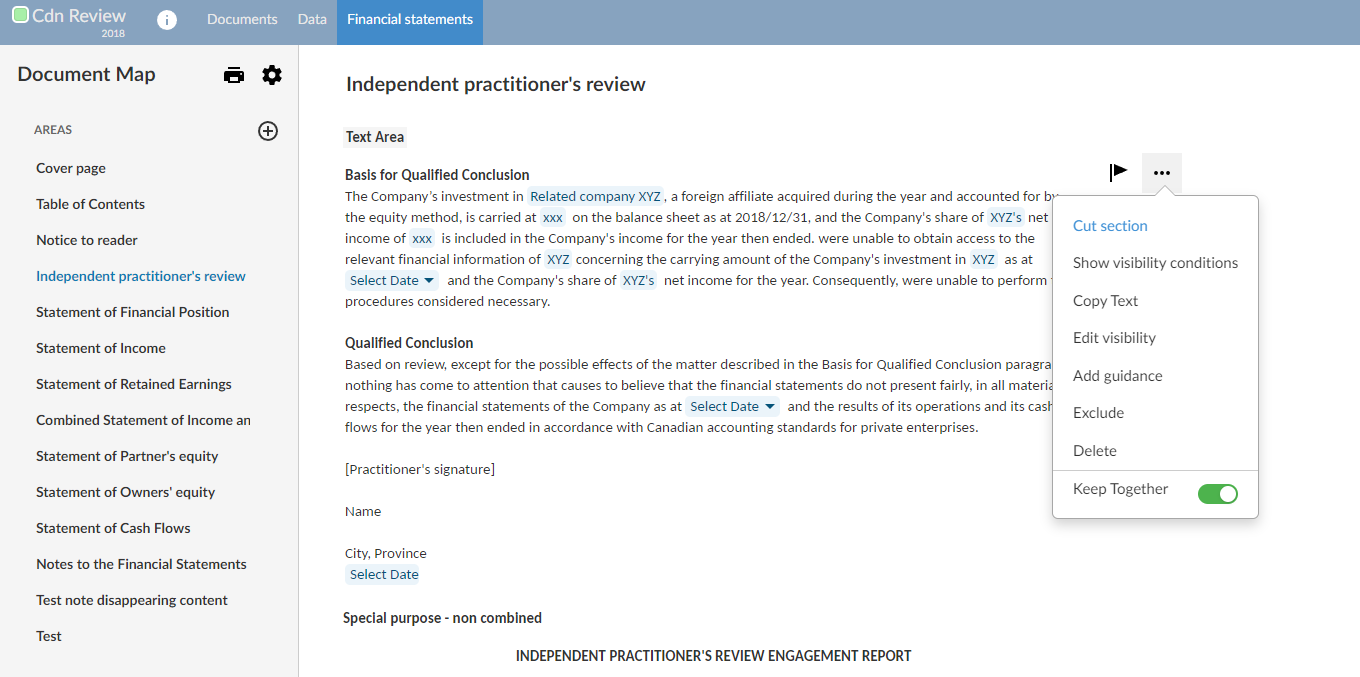 Cdn Review
2018
i
Documents
Data
Financial statements
Document Map
AREAS
Cover page
Table of Contents
Notice to reader
Independent practitioner's review
Statement of Financial Position
Statement of Income
Statement of Retained Earnings
Combined Statement of Income an
Statement of Partner's equity
Statement of Owners' equity
Statement of Cash Flows
Notes to the Financial Statements
Test note disappearing content
Test
Independent practitioner's review
Text Area
Basis for Qualified Conclusion
The Company's investment in Related company XYZ , a foreign affiliate acquired during the year and accounted for by
the equity method, is carried at xxx on the balance sheet as at 2018/12/31, and the Company's share of XYZ's net
income of xxx is included in the Company's income for the year then ended. were unable to obtain access to the
relevant financial information of XYZ concerning the carrying amount of the Company's investment in XYZ as at
Select Date and the Company's share of XYZ's net income for the year. Consequently, were unable to perform
procedures considered necessary.
Qualified Conclusion
Based on review, except for the possible effects of the matter described in the Basis for Qualified Conclusion paragra
nothing has come to attention that causes to believe that the financial statements do not present fairly, in all materia
respects, the financial statements of the Company as at Select Date and the results of its operations and its cash
flows for the year then ended in accordance with Canadian accounting standards for private enterprises.
[Practitioner's signature]
Name
City, Province
Select Date
Special purpose - non combined
INDEPENDENT PRACTITIONER'S REVIEW ENGAGEMENT REPORT
Cut section
Show visibility conditions
Copy Text
Edit visibility
Add guidance
Exclude
Delete
Keep Together